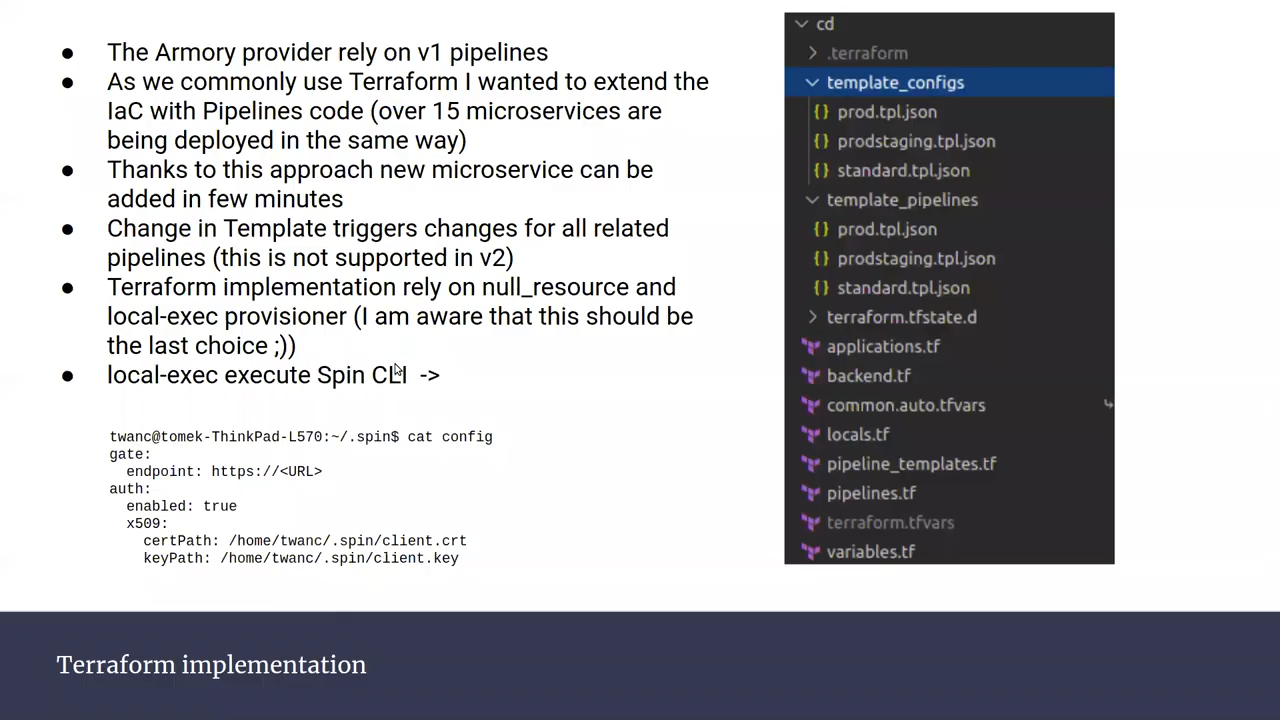 ● The Armory provider rely on v1 pipelines
● As we commonly use Terraform I wanted to extend the
IaC with Pipelines code (over 15 microservices are
being deployed in the same way)
● Thanks to this approach new microservice can be
added in few minutes
● Change in Template triggers changes for all related
pipelines (this is not supported in v2)
● Terraform implementation rely on null_resource and
local-exec provisioner (I am aware that this should be
the last choice ;))
● local-exec execute Spin CLI ->
twanc@tomek-ThinkPad-L570:~/.spin$ cat config
gate:
  endpoint: https://<URL>
auth:
  enabled: true
  x509:
    certPath: /home/twanc/.spin/client.crt
    keyPath: /home/twanc/.spin/client.key
cd
.terraform
template_configs
{} prod.tpl.json
{} prodstaging.tpl.json
{} standard.tpl.json
template_pipelines
{} prod.tpl.json
{} prodstaging.tpl.json
{} standard.tpl.json
terraform.tfstate.d
applications.tf
backend.tf
common.auto.tfvars
locals.tf
pipeline_templates.tf
pipelines.tf
terraform.tfvars
variables.tf
Terraform implementation